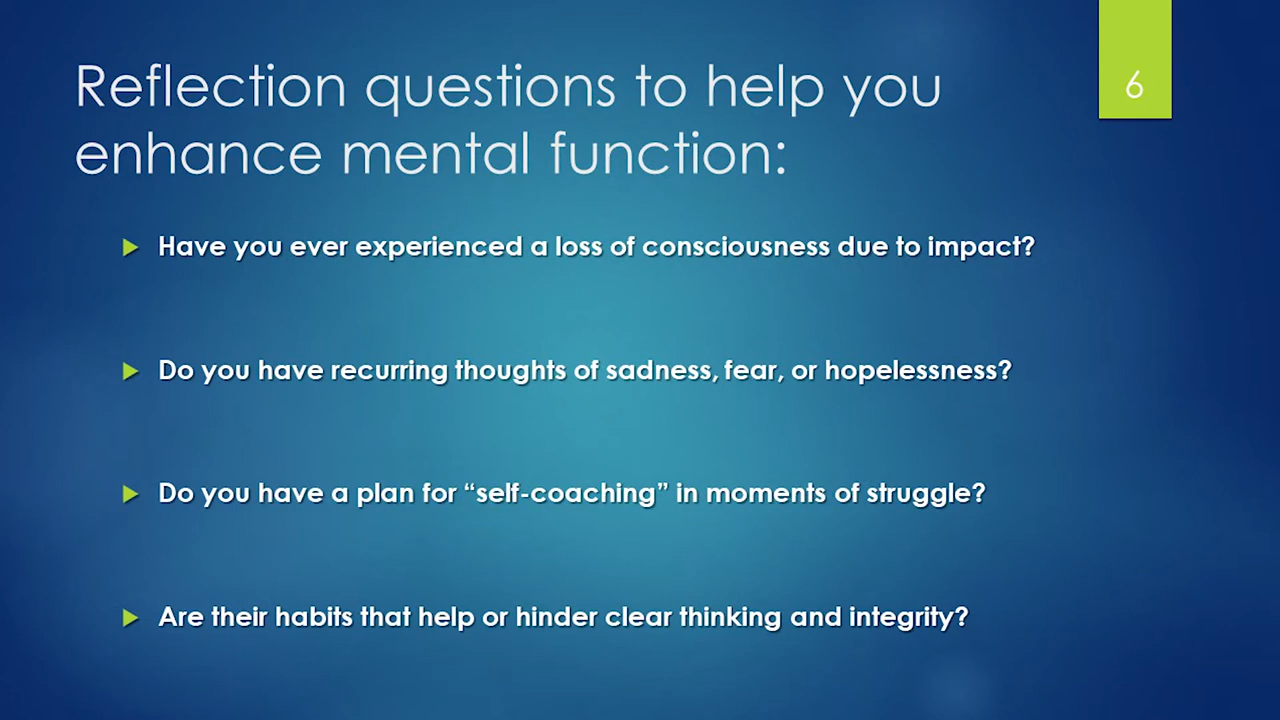 Reflection questions to help you
enhance mental function:
6
Have you ever experienced a loss of consciousness due to impact?
Do you have recurring thoughts of sadness, fear, or hopelessness?
Do you have a plan for “self-coaching” in moments of struggle?
Are their habits that help or hinder clear thinking and integrity?